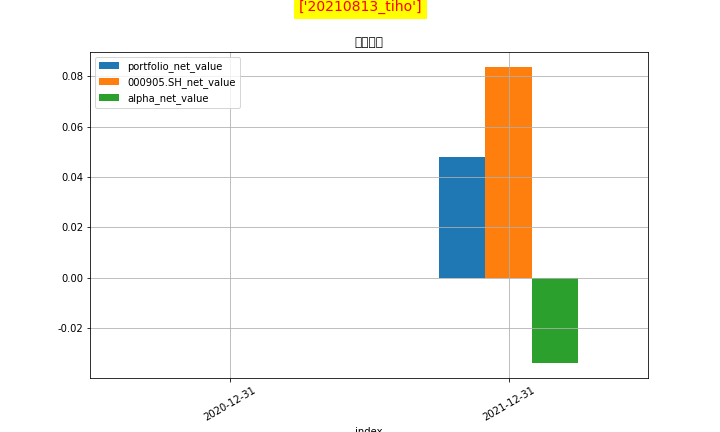 ['20210813_tiho']
portfolio_net_value
000905.SH_net_value
alpha_net_value
0.08
0.06
0.04
0.02
0.00
-0.02
2020-12-31
2021-12-31
index